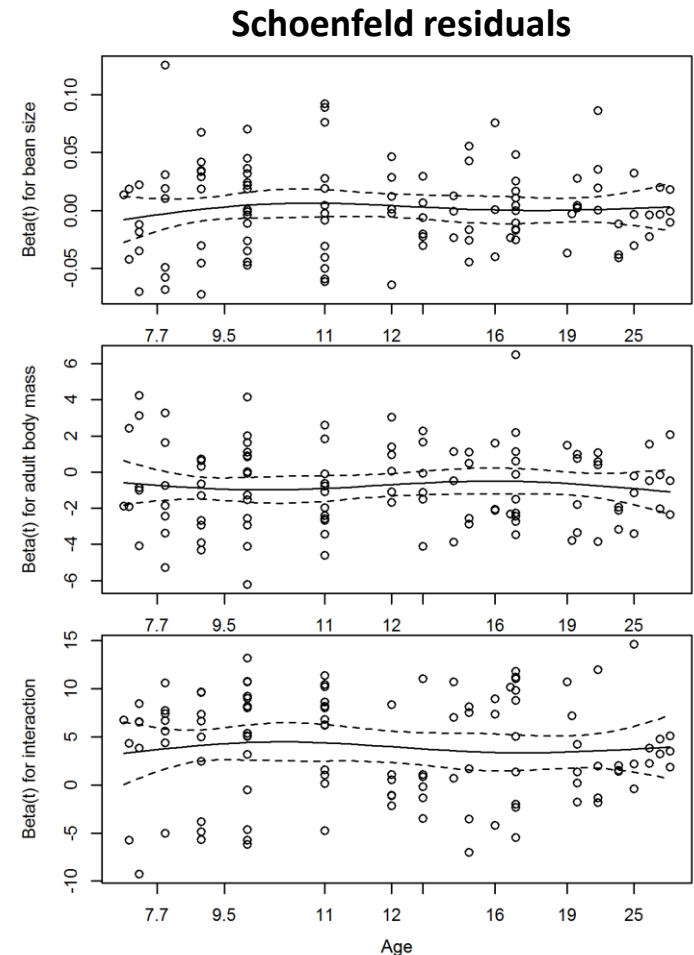 Schoenfeld residuals
Beta(t) for bean size
0.10
0.05
0.00
-0.05
7.7 9.5 11 12 16 19 25
Beta(t) for adult body mass
6
4
2
0
-2
-4
-6
7.7 9.5 11 12 16 19 25
Beta(t) for interaction
15
10
5
0
-5
-10
7.7 9.5 11 12 16 19 25
Age